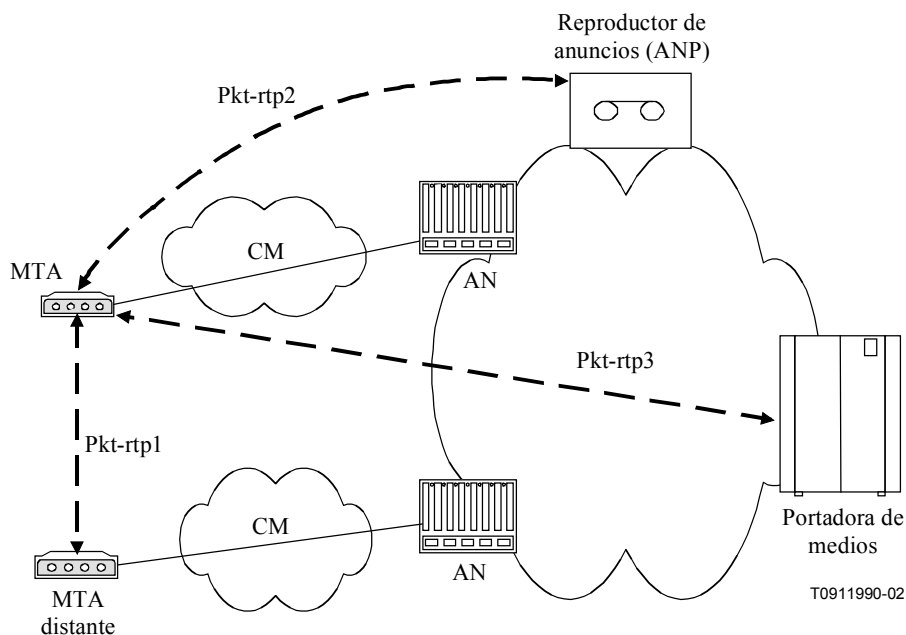 Reproductor de
anuncios (ANP)
Pkt-rtp2
CM
MTA
AN
Pkt-rtp3
Pkt-rtp1
CM
Portadora de
medios
AN
MTA
distante
T0911990-02